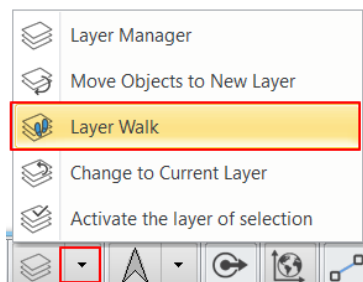 Layer Manager
Move Objects to New Layer
Layer Walk
Change to Current Layer
Activate the layer of selection